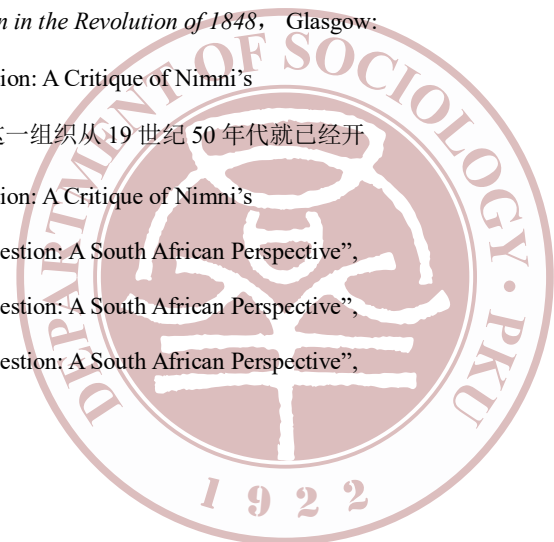 n in the Revolution of 1848， Glasgow:
ion: A Critique of Nimni’s
这一组织从 19 世纪 50 年代就已经开
ion: A Critique of Nimni’s
estion: A South African Perspective”,
estion: A South African Perspective”,
estion: A South African Perspective”,
DEPARTMENT OF SOCIOLOGY · PKU
1922